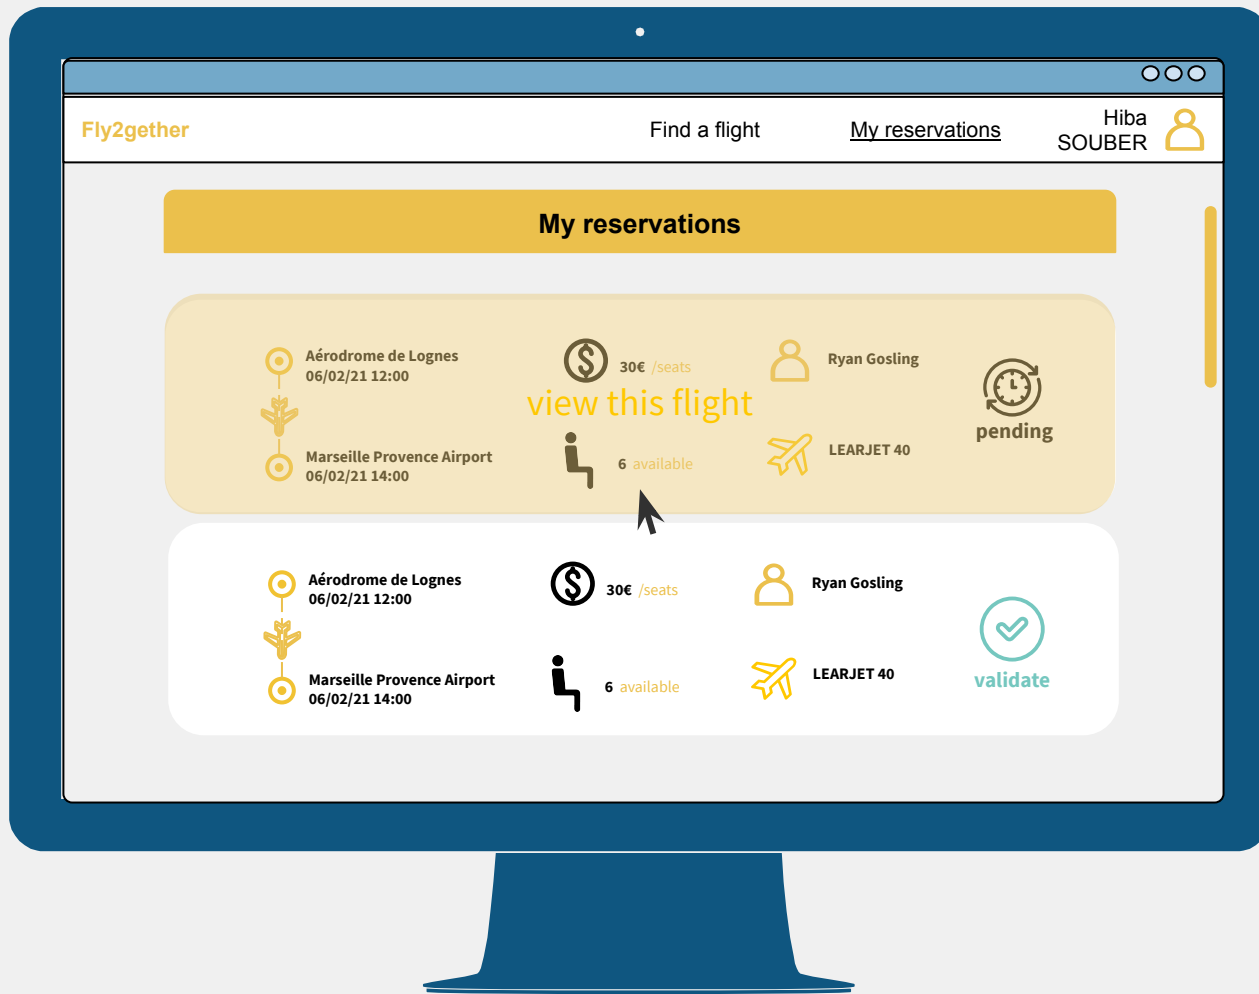 Fly2gether
Find a flight
My reservations
Hiba
SOUBER
My reservations
Aérodrome de Lognes
06/02/21 12:00
30€ /seats
Ryan Gosling
view this flight
pending
Marseille Provence Airport
06/02/21 14:00
6 available
LEARJET 40
Aérodrome de Lognes
06/02/21 12:00
30€ /seats
Ryan Gosling
Marseille Provence Airport
06/02/21 14:00
6 available
LEARJET 40
validate